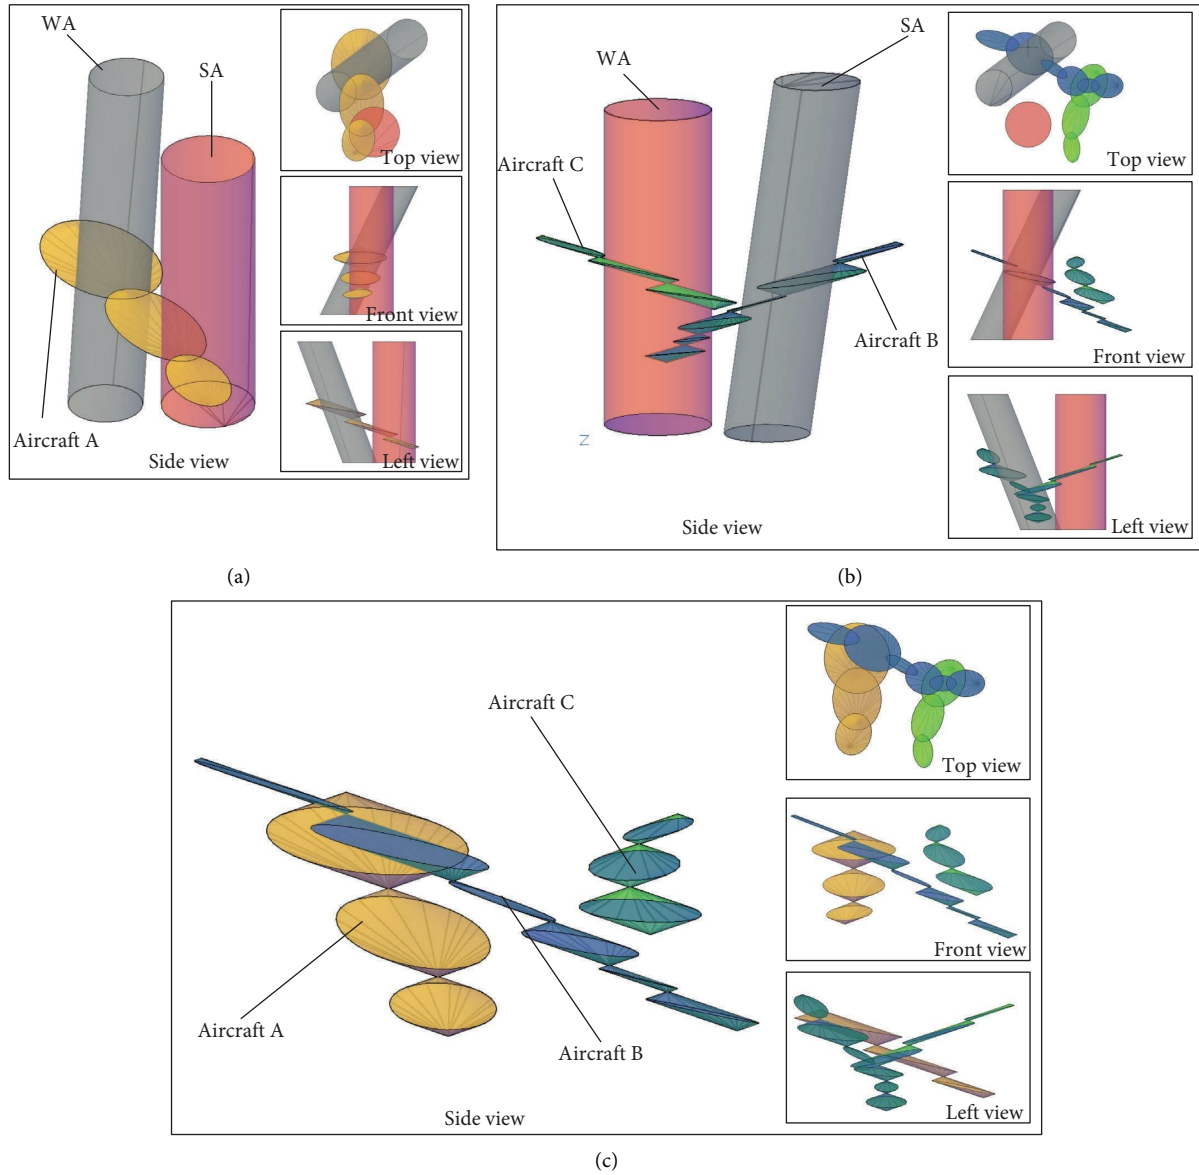 WA
SA
Top view
Front view
Left view
Aircraft A
Side view
(a)
SA
WA
Aircraft C
Aircraft B
Z
Top view
Front view
Left view
Side view
(b)
Aircraft C
Aircraft A
Aircraft B
Side view
Top view
Front view
Left view
(c)